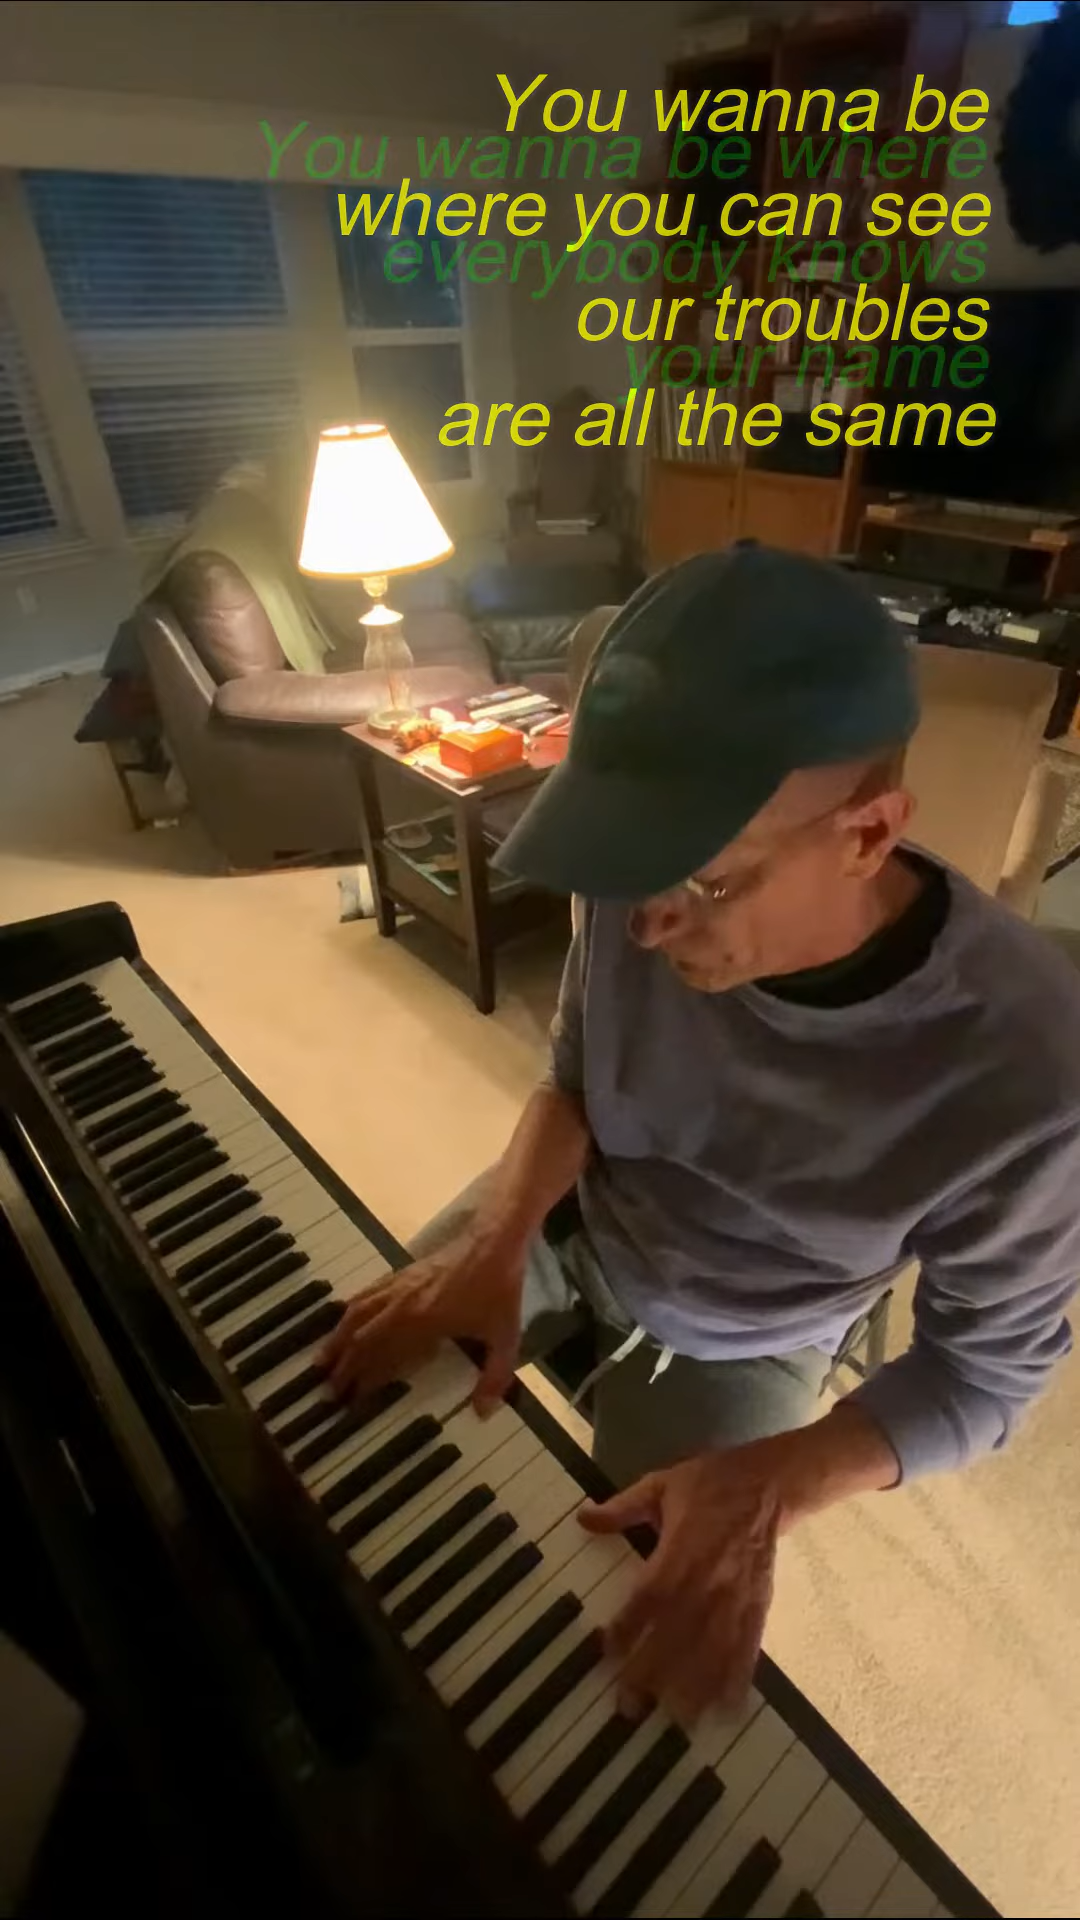 You wanna be
You wanna be where
where you can see
everybody knows
our troubles
your name
are all the same